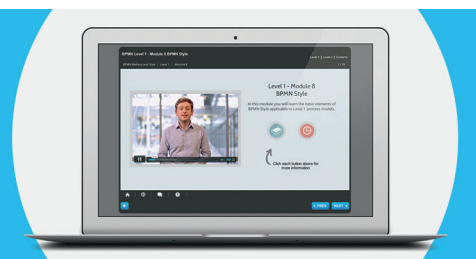 BPMN Level 1 - Module 8 BPMN Style
Level 1 - Module 8
BPMN Style
In this module you will learn the basic elements of
BPMN Style applicable to Level 1 process models.
Click each button above for
more information
PREV
NEXT